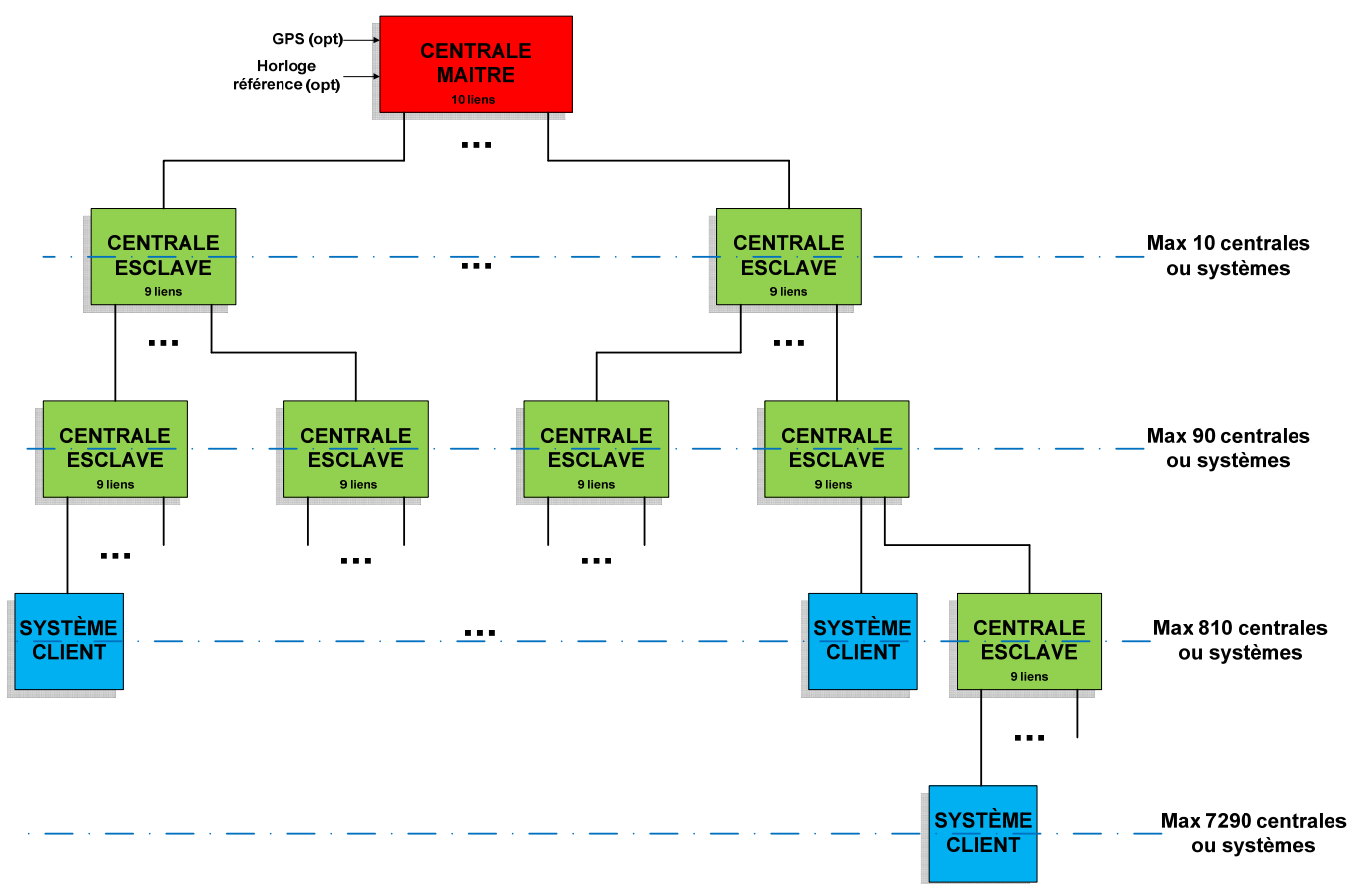 GPS (opt)
Horloge
référence (opt)
CENTRALE
MAITRE
10 liens
...
CENTRALE
ESCLAVE
9 liens
...
CENTRALE
ESCLAVE
9 liens
Max 10 centrales
ou systèmes
...
...
CENTRALE
ESCLAVE
9 liens
CENTRALE
ESCLAVE
9 liens
CENTRALE
ESCLAVE
9 liens
CENTRALE
ESCLAVE
9 liens
Max 90 centrales
ou systèmes
...
...
...
SYSTÈME
CLIENT
...
SYSTÈME
CLIENT
CENTRALE
ESCLAVE
9 liens
Max 810 centrales
ou systèmes
...
SYSTÈME
CLIENT
Max 7290 centrales
ou systèmes